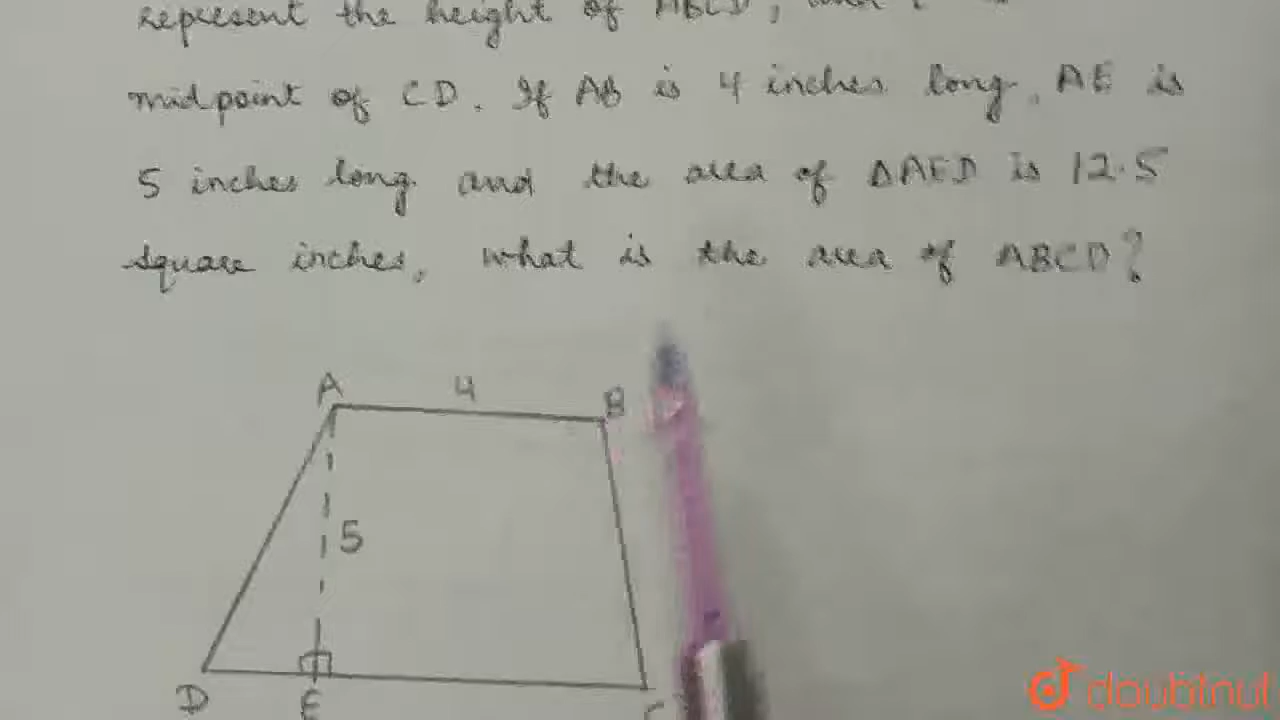 represent the height of ABCD, and
midpoint of CD. If AB is 4 inches long, AE is
5 inches long and the area of ΔAED is 12.5
square inches, what is the area of ABCD?
A 4 B
5
D E C
doubtnut